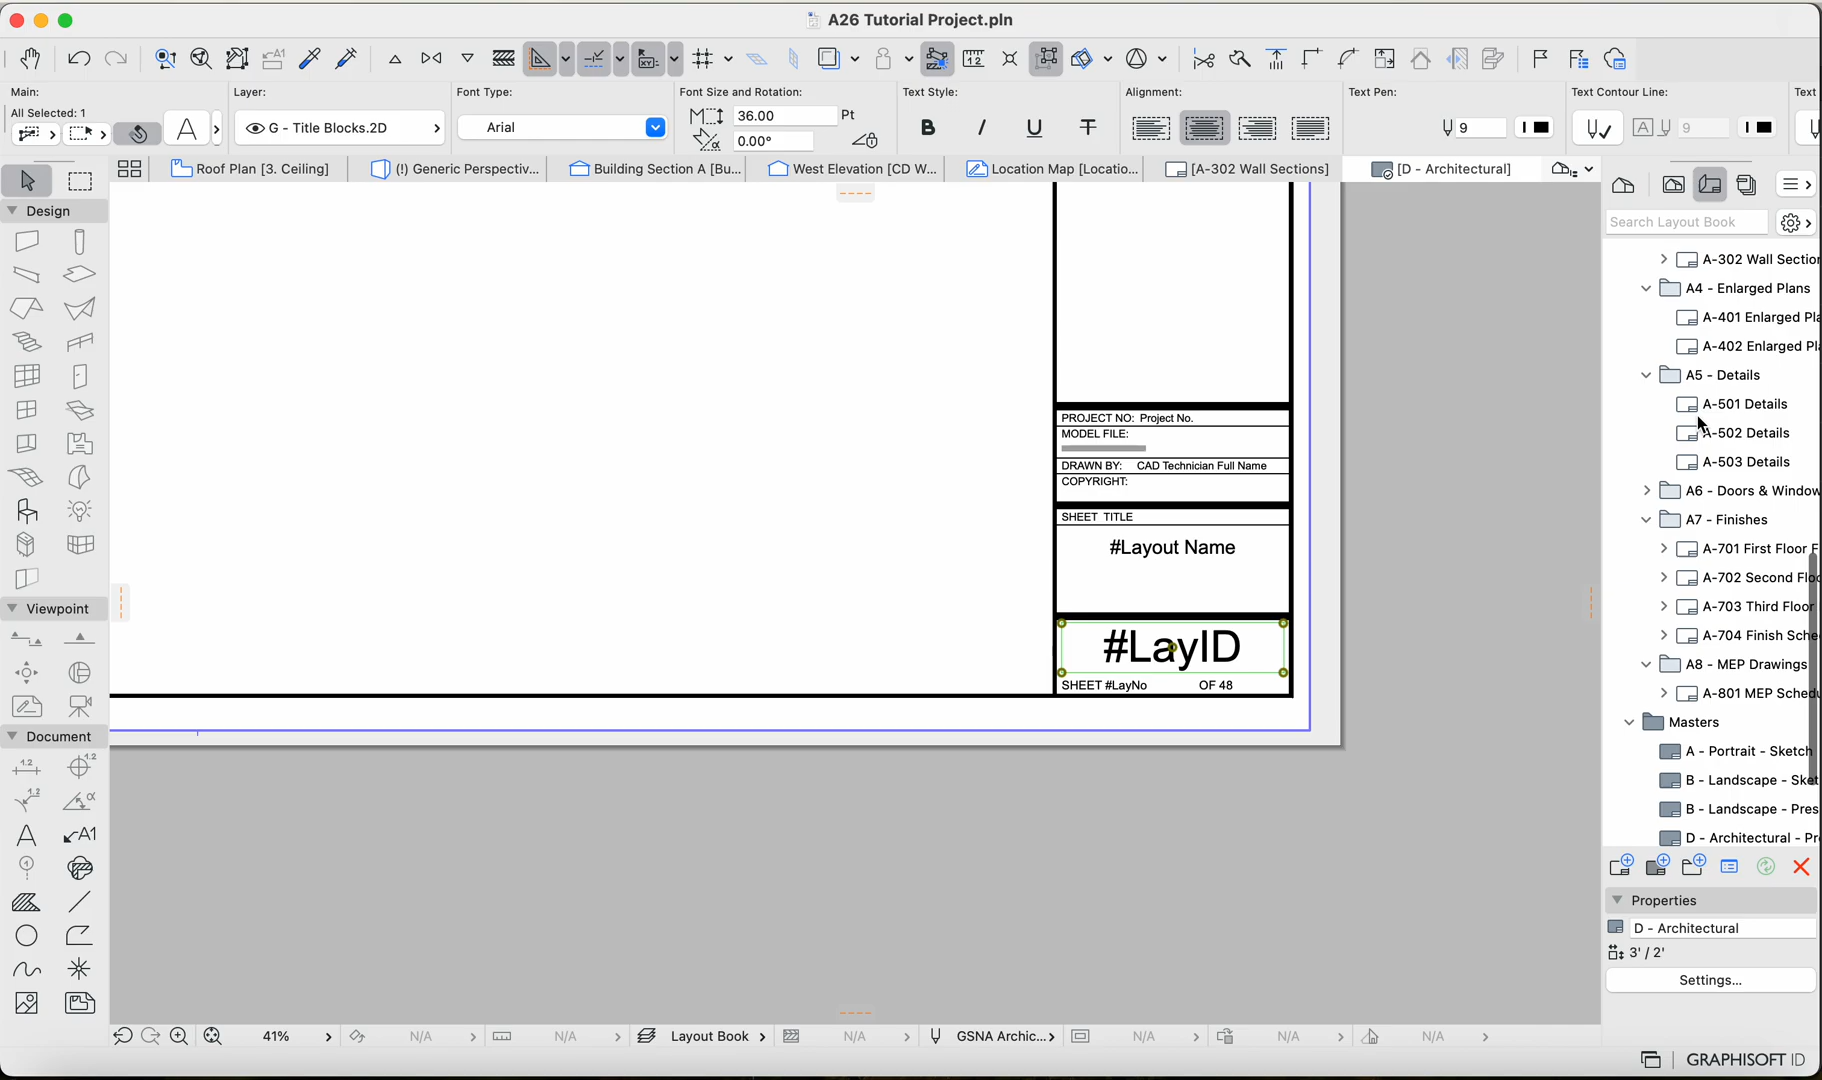 A26 Tutorial Project.pln
Main:
All Selected: 1
Layer:
G - Title Blocks.2D
Font Type:
Arial
Font Size and Rotation:
36.00 Pt
0.00°
Text Style:
B I U T
Alignment:
Text Pen:
9
Text Contour Line:
9
Text
Roof Plan [3. Ceiling]
(!) Generic Perspectiv...
Building Section A [Bu...
West Elevation [CD W...
Location Map [Locatio...
[A-302 Wall Sections]
[D - Architectural]
Design
Viewpoint
Document
PROJECT NO: Project No.
MODEL FILE:
DRAWN BY: CAD Technician Full Name
COPYRIGHT:
SHEET TITLE
#Layout Name
#LayID
SHEET #LayNo OF 48
Search Layout Book
A-302 Wall Section
A4 - Enlarged Plans
A-401 Enlarged Pla
A-402 Enlarged Pl
A5 - Details
A-501 Details
A-502 Details
A-503 Details
A6 - Doors & Window
A7 - Finishes
A-701 First Floor F
A-702 Second Floo
A-703 Third Floor
A-704 Finish Sche
A8 - MEP Drawings
A-801 MEP Schedu
Masters
A - Portrait - Sketch
B - Landscape - Sket
B - Landscape - Pres
D - Architectural - Pr
Properties
D - Architectural
3' / 2'
Settings...
41%
N/A
N/A
Layout Book
N/A
GSNA Archic...
N/A
N/A
N/A
GRAPHISOFT ID